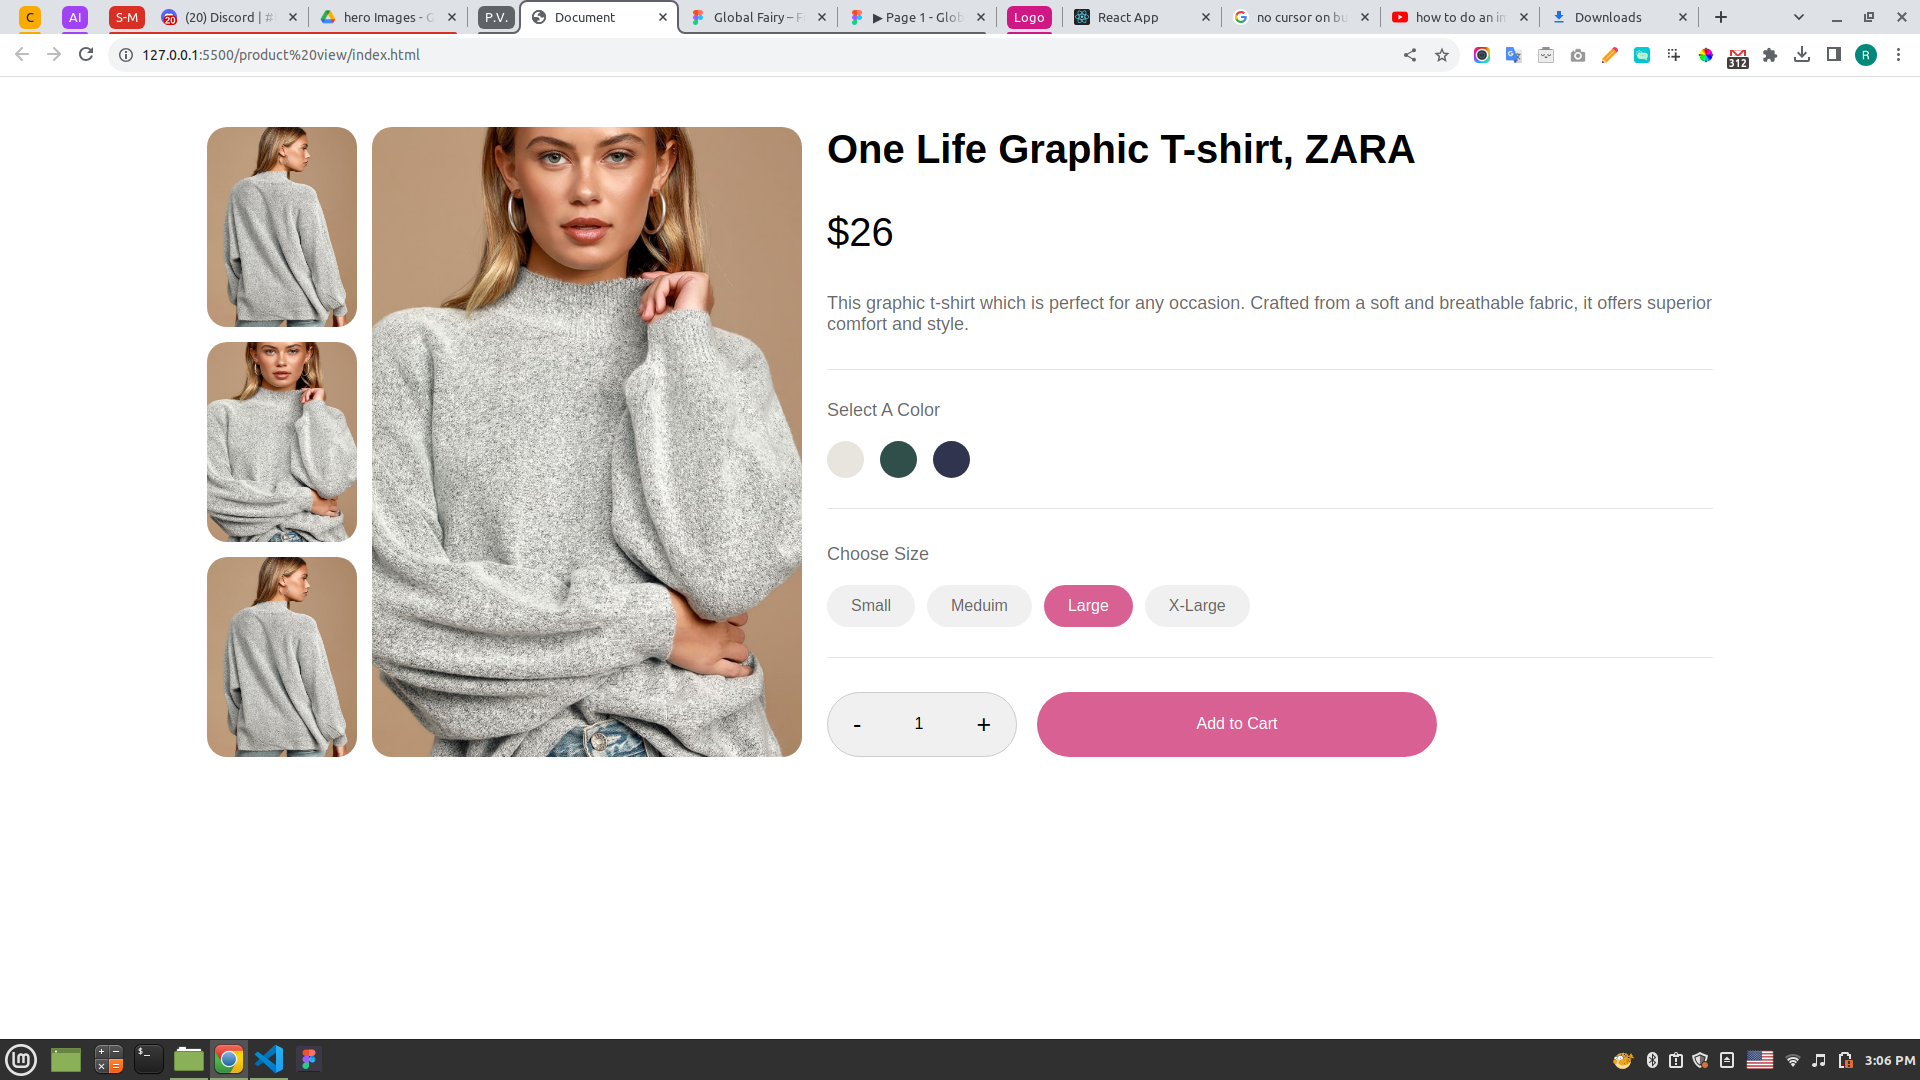 C
AI
S-M
20
(20) Discord | #
hero Images - G
P.V.
Document
Global Fairy – Fi
▶ Page 1 - Glob
Logo
React App
no cursor on bu
how to do an im
Downloads
127.0.0.1:5500/product%20view/index.html
312
R
One Life Graphic T-shirt, ZARA
$26
This graphic t-shirt which is perfect for any occasion. Crafted from a soft and breathable fabric, it offers superior
comfort and style.
Select A Color
Choose Size
Small
Meduim
Large
X-Large
- 1 +
Add to Cart
3:06 PM